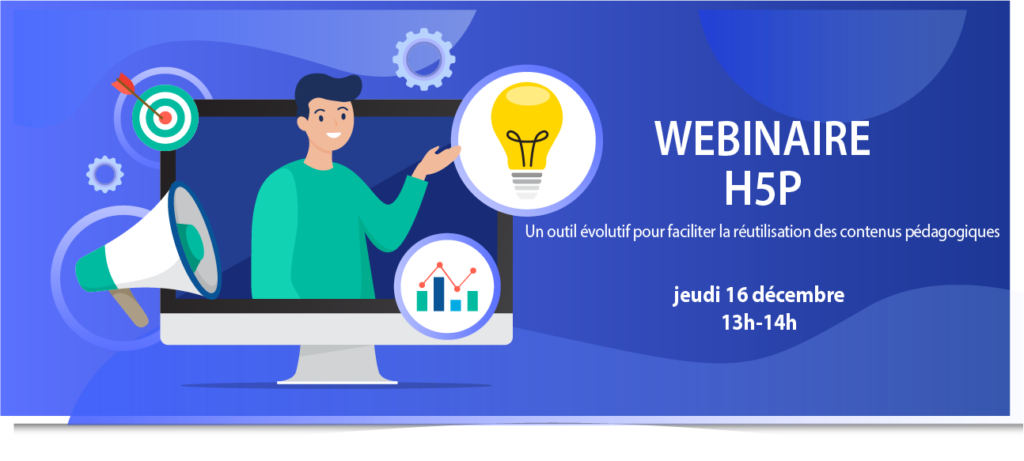 WEBINAIRE
H5P
Un outil évolutif pour faciliter la réutilisation des contenus pédagogiques
jeudi 16 décembre
13h-14h